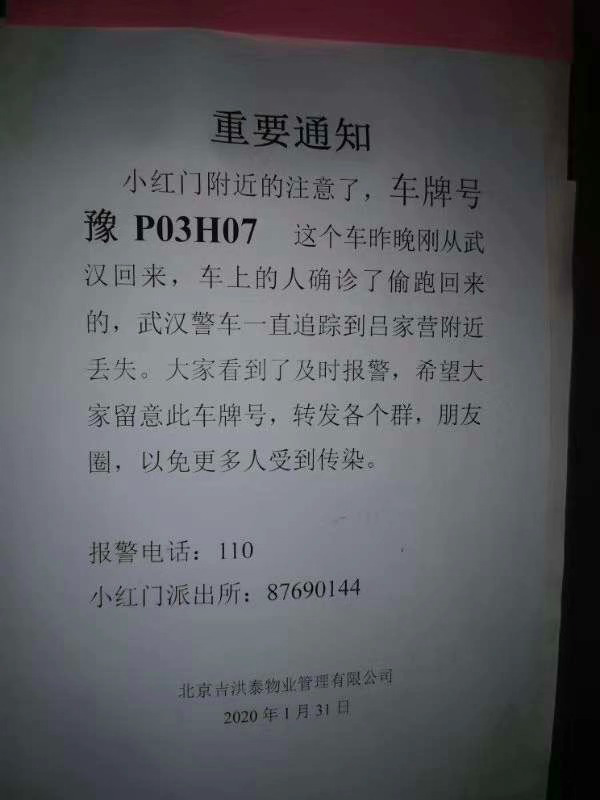 重要通知
小红门附近的注意了，车牌号
豫 P03H07 这个车昨晚刚从武
汉回来，车上的人确诊了偷跑回来
的，武汉警车一直追踪到吕家营附近
丢失。大家看到了及时报警，希望大
家留意此车牌号，转发各个群，朋友
圈，以免更多人受到传染。
报警电话：110
小红门派出所：87690144
北京吉洪泰物业管理有限公司
2020 年 1 月 31 日